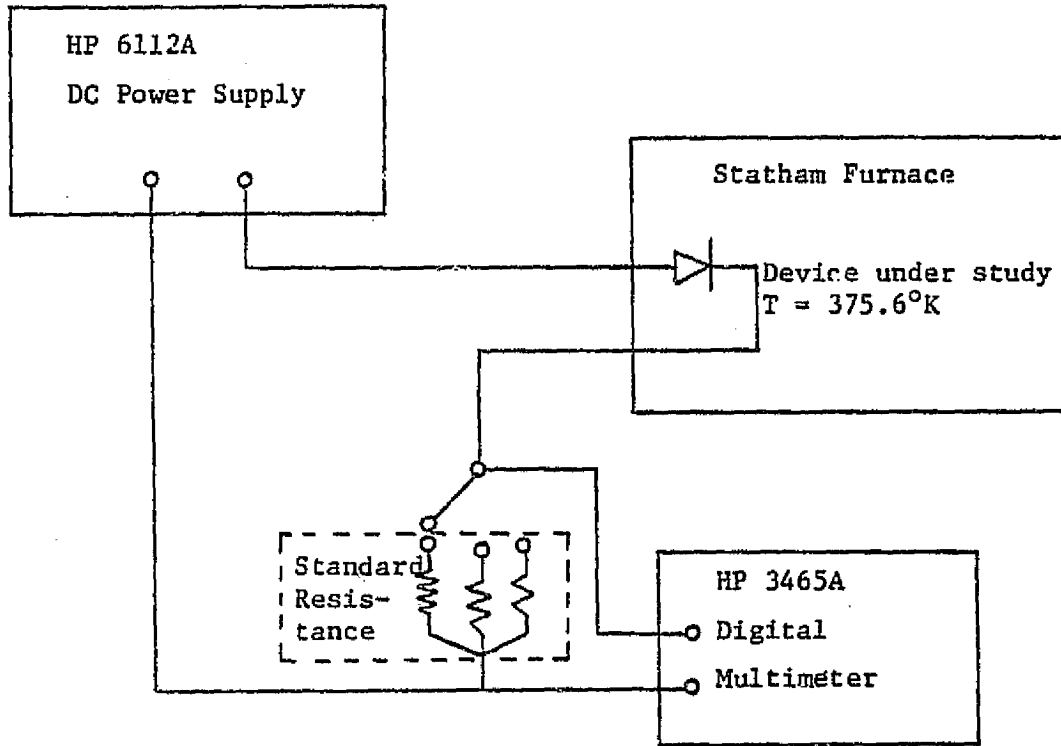 HP 6112A
DC Power Supply
Statham Furnace
Device under study
T = 375.6°K
Standard
Resis-
tance
HP 3465A
Digital
Multimeter